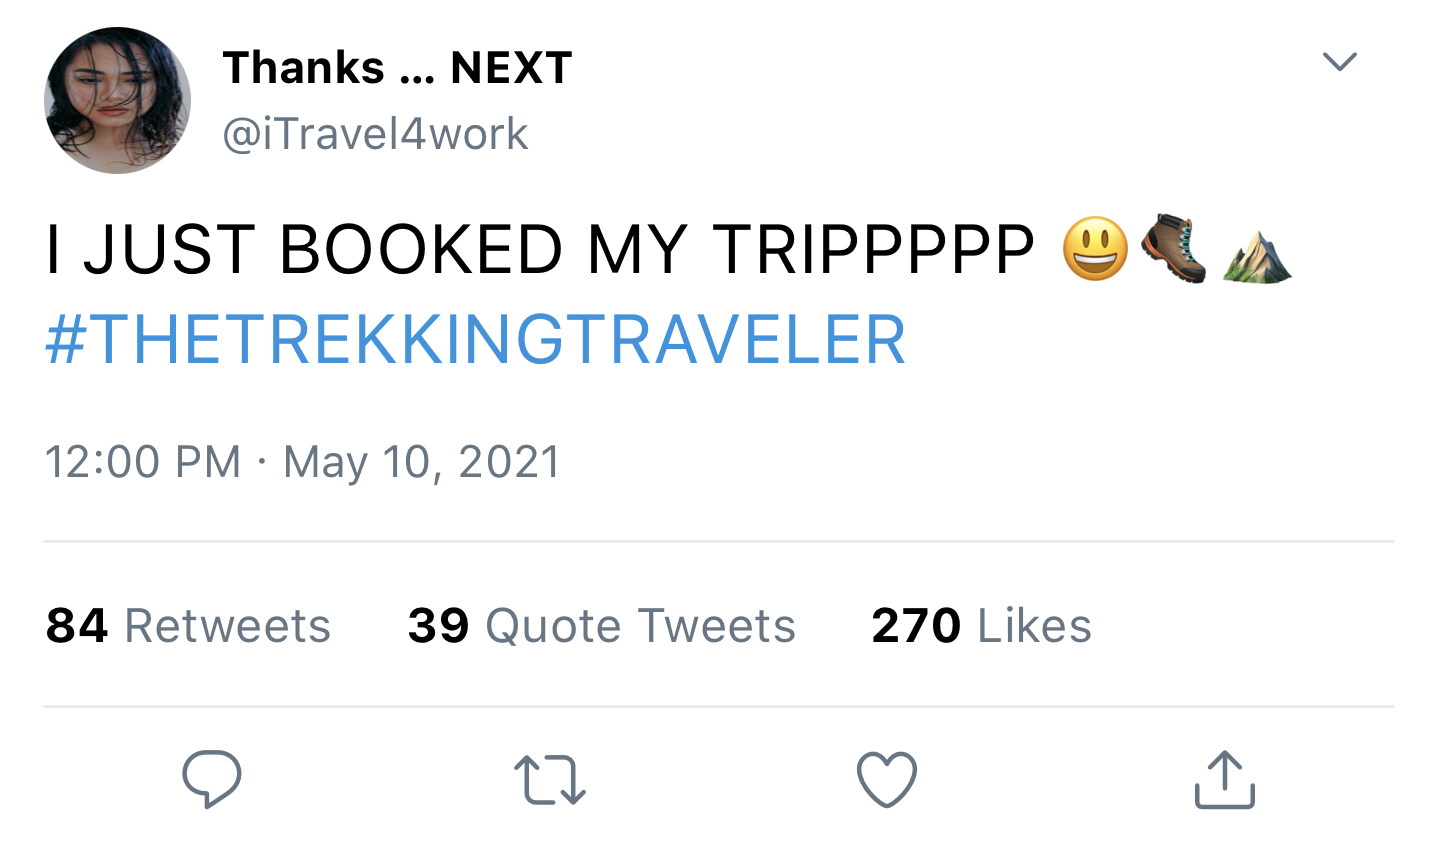 Thanks ... NEXT
@iTravel4work
I JUST BOOKED MY TRIPPPPP 😃🥾⛰️
#THETREKKINGTRAVELER
12:00 PM · May 10, 2021
84 Retweets 39 Quote Tweets 270 Likes